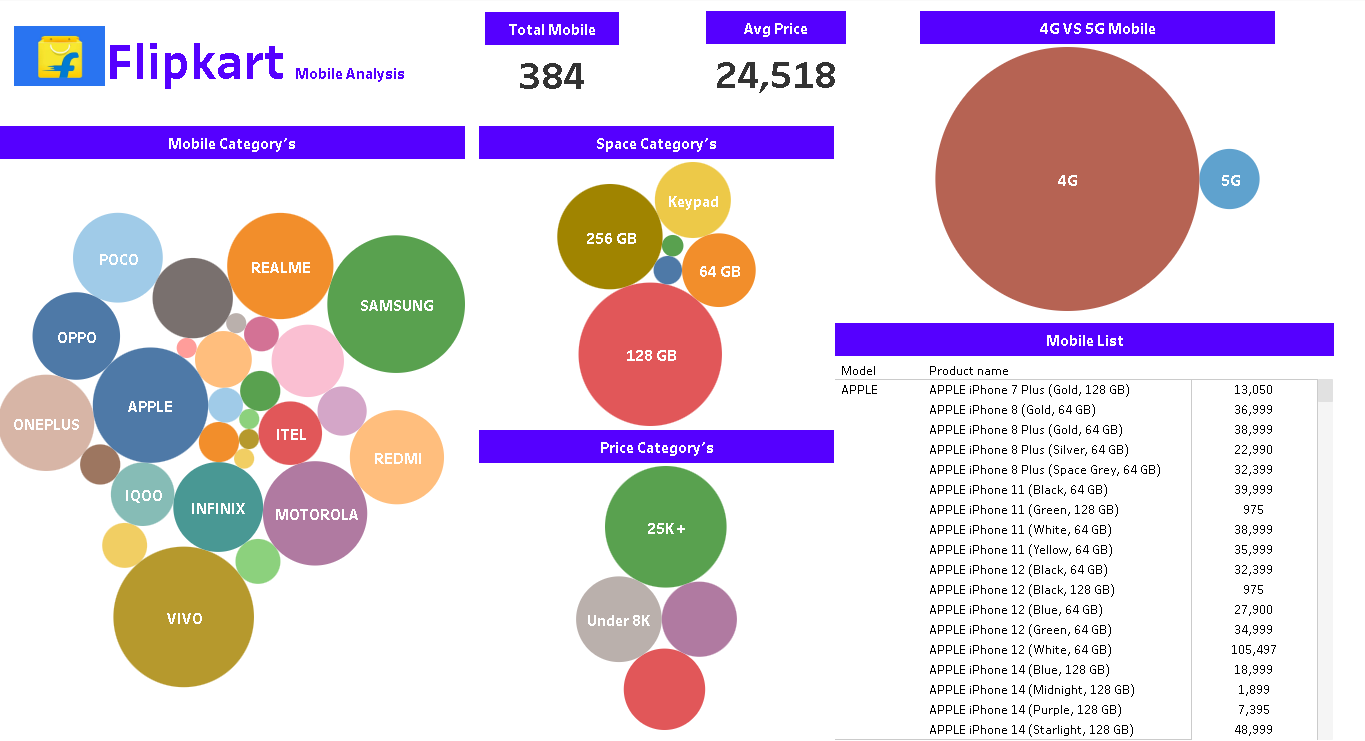 Flipkart Mobile Analysis
Total Mobile
384
Avg Price
24,518
4G VS 5G Mobile
4G
5G
Mobile Category's
POCO
REALME
SAMSUNG
OPPO
APPLE
ONEPLUS
ITEL
REDMI
IQOO
INFINIX
MOTOROLA
VIVO
Space Category's
Keypad
256 GB
64 GB
128 GB
Price Category's
25K +
Under 8K
Mobile List
Model Product name
APPLE APPLE iPhone 7 Plus (Gold, 128 GB) 13,050
APPLE iPhone 8 (Gold, 64 GB) 36,999
APPLE iPhone 8 Plus (Gold, 64 GB) 38,999
APPLE iPhone 8 Plus (Silver, 64 GB) 22,990
APPLE iPhone 8 Plus (Space Grey, 64 GB) 32,399
APPLE iPhone 11 (Black, 64 GB) 39,999
APPLE iPhone 11 (Green, 128 GB) 975
APPLE iPhone 11 (White, 64 GB) 38,999
APPLE iPhone 11 (Yellow, 64 GB) 35,999
APPLE iPhone 12 (Black, 64 GB) 32,399
APPLE iPhone 12 (Black, 128 GB) 975
APPLE iPhone 12 (Blue, 64 GB) 27,900
APPLE iPhone 12 (Green, 64 GB) 34,999
APPLE iPhone 12 (White, 64 GB) 105,497
APPLE iPhone 14 (Blue, 128 GB) 18,999
APPLE iPhone 14 (Midnight, 128 GB) 1,899
APPLE iPhone 14 (Purple, 128 GB) 7,395
APPLE iPhone 14 (Starlight, 128 GB) 48,999